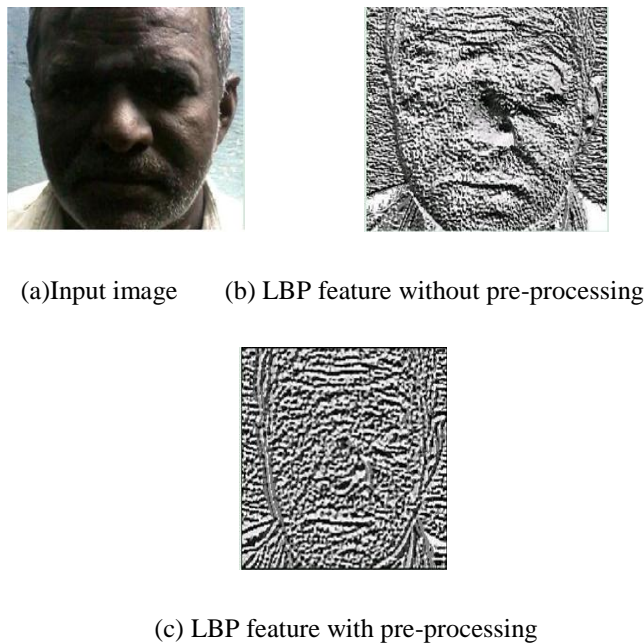 (a)Input image (b) LBP feature without pre-processing
(c) LBP feature with pre-processing